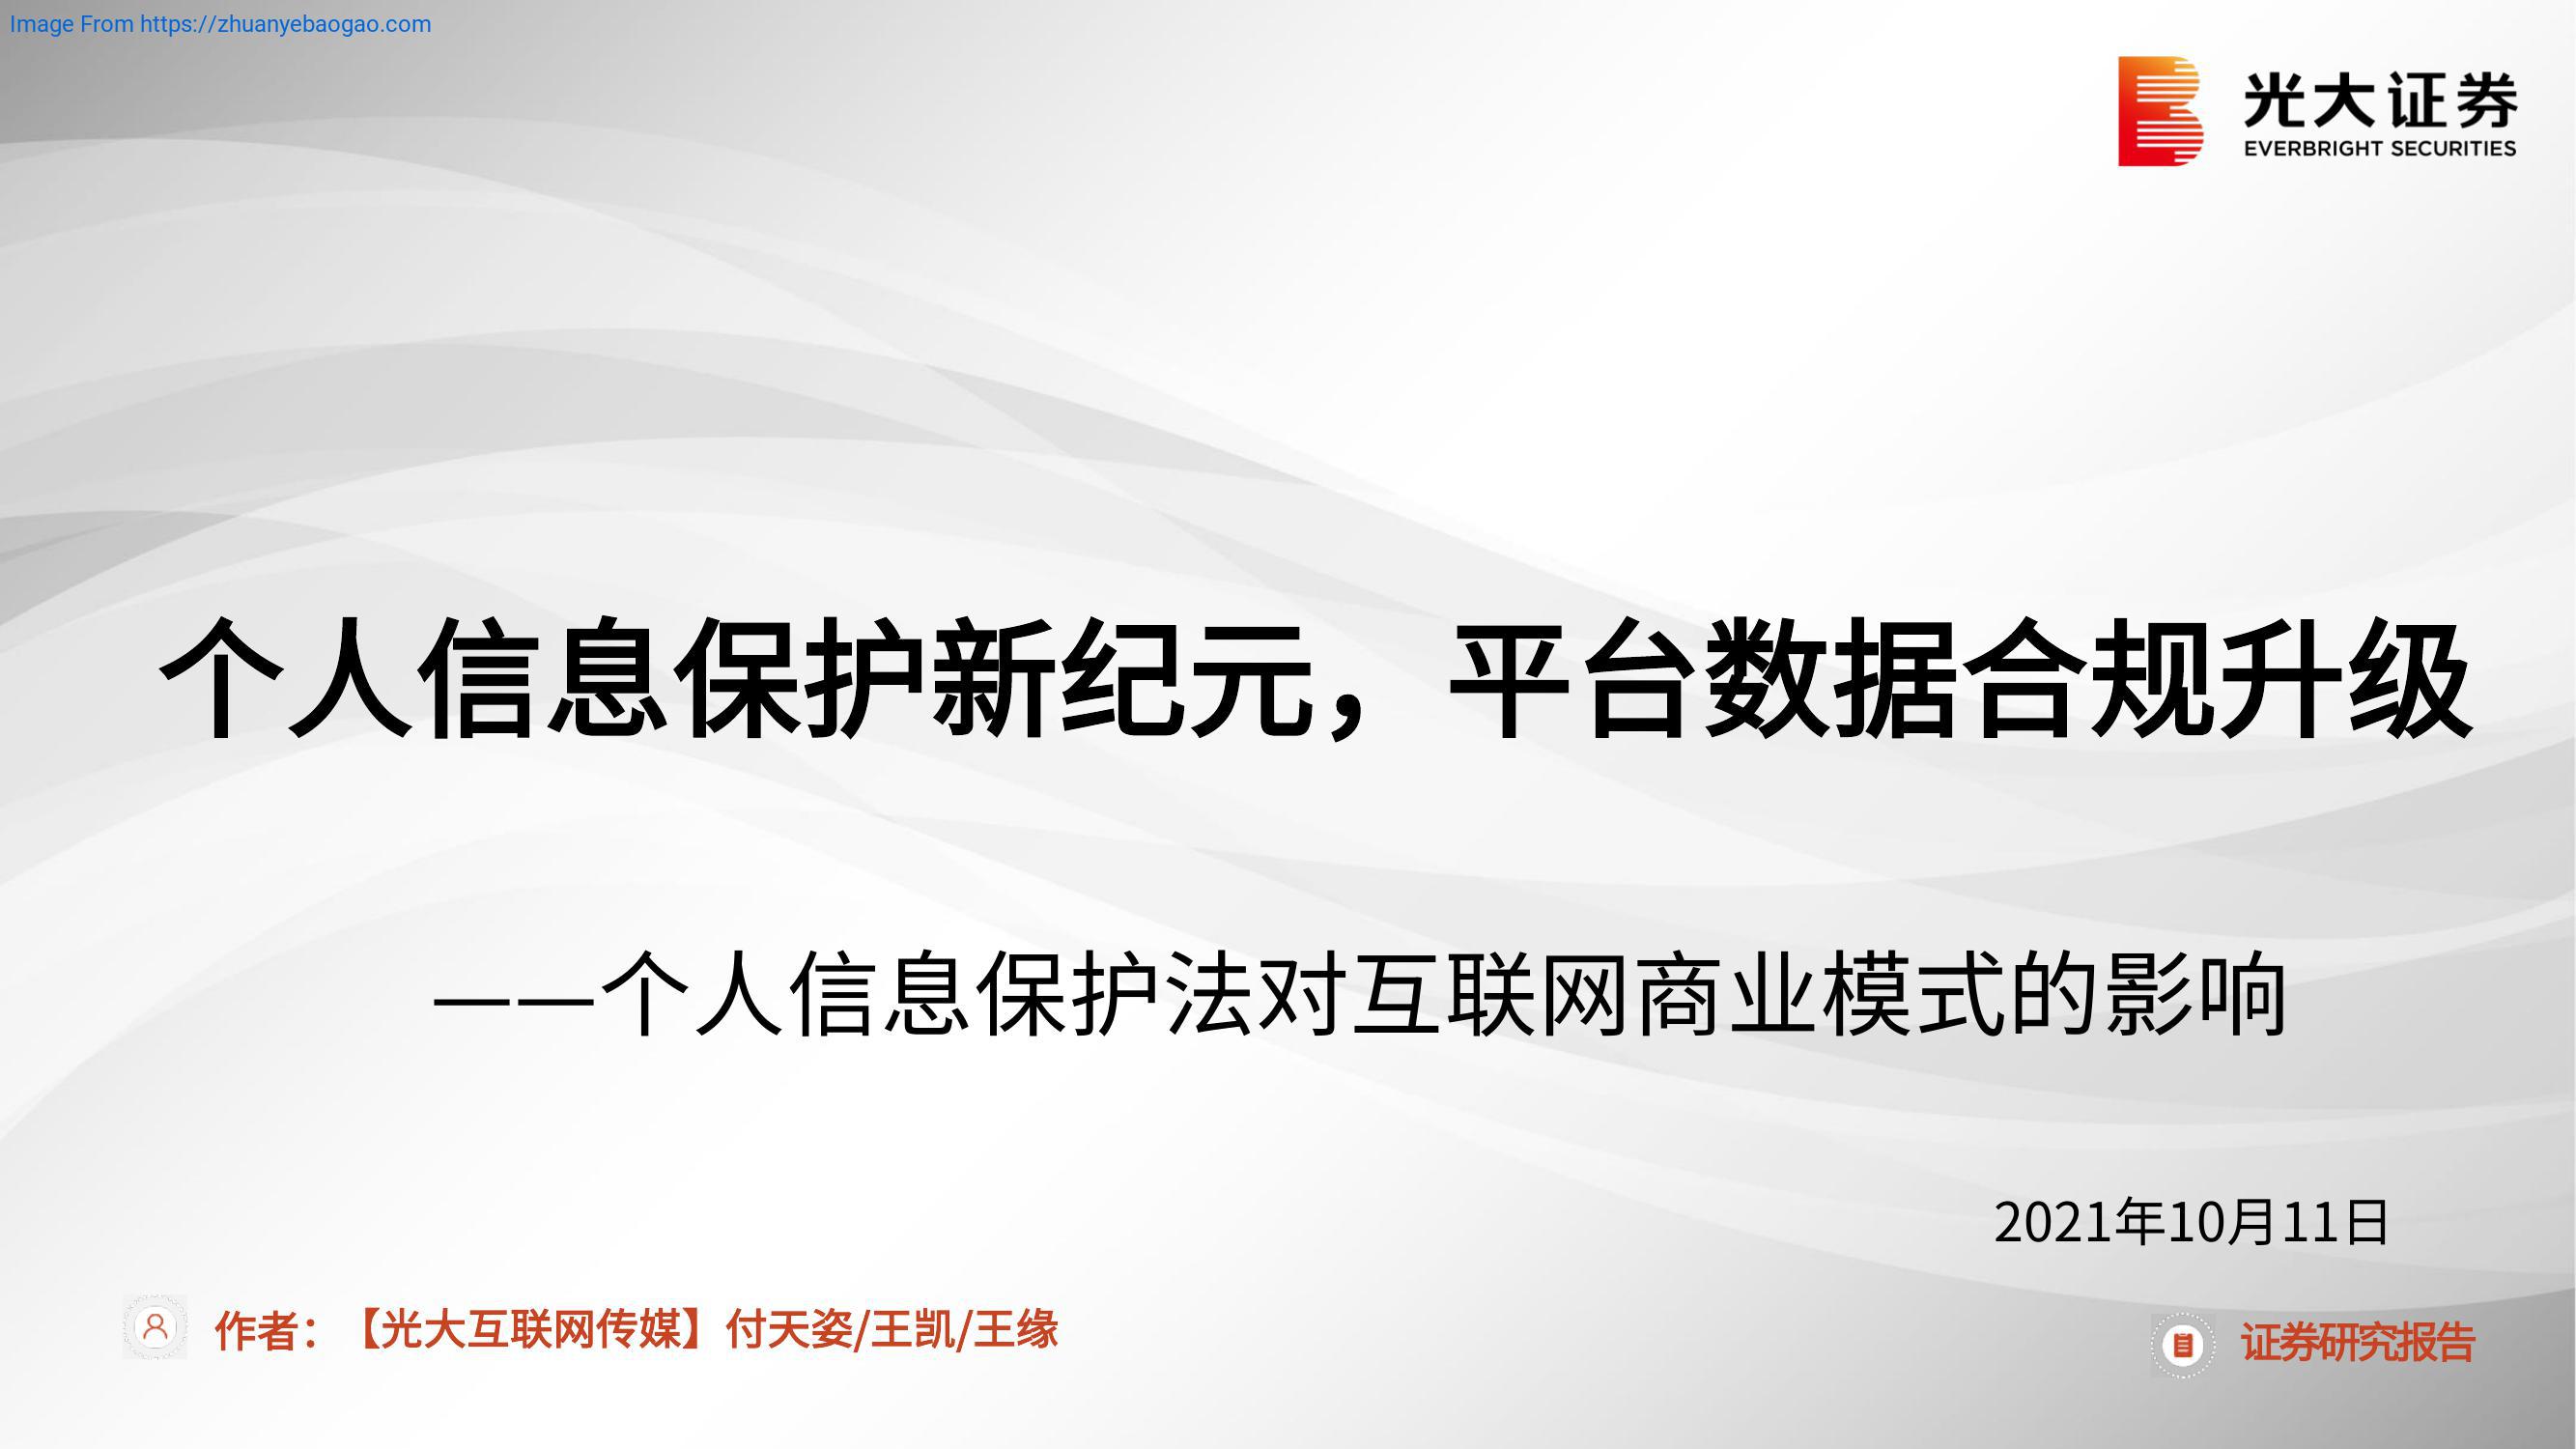 Image From https://zhuanyebaogao.com
光大证券
EVERBRIGHT SECURITIES
个人信息保护新纪元，平台数据合规升级
——个人信息保护法对互联网商业模式的影响
2021年10月11日
作者：【光大互联网传媒】付天姿/王凯/王缘
证券研究报告